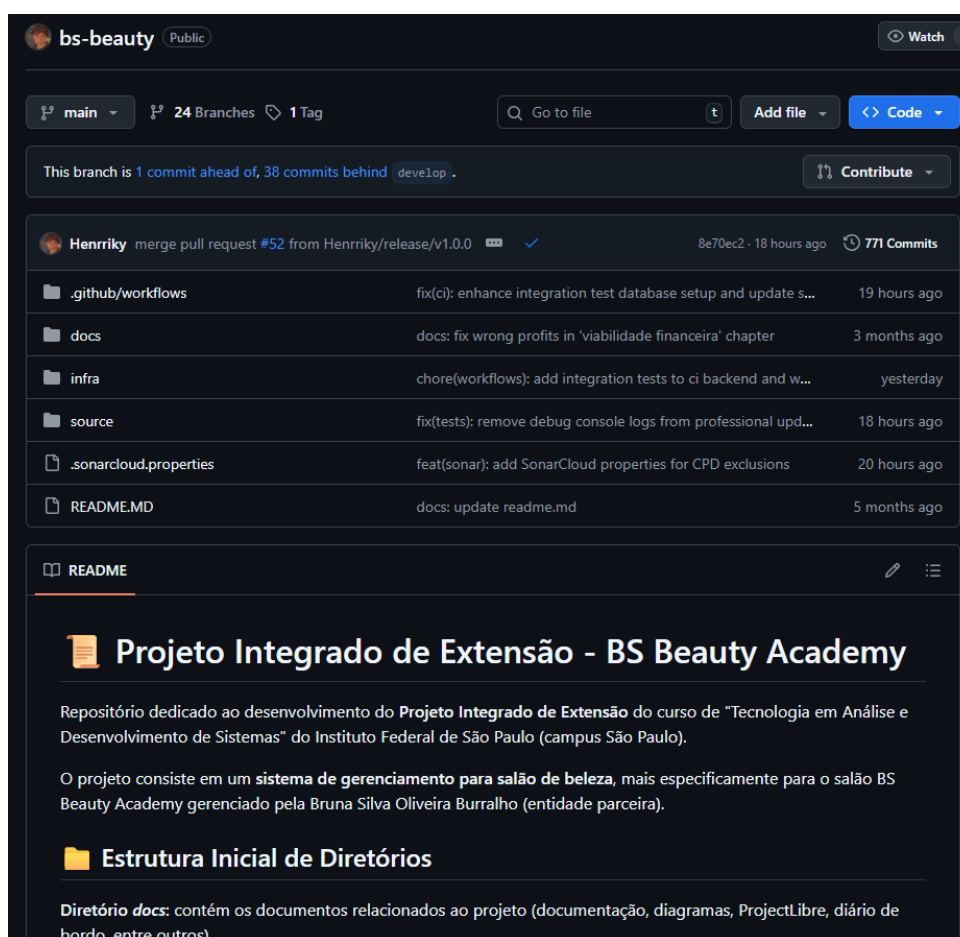 bs-beauty Public Watch
main 24 Branches 1 Tag Go to file t Add file <> Code
This branch is 1 commit ahead of, 38 commits behind develop . Contribute
Henrriky merge pull request #52 from Henrriky/release/v1.0.0 8e70ec2 · 18 hours ago 771 Commits
.github/workflows fix(ci): enhance integration test database setup and update s... 19 hours ago
docs docs: fix wrong profits in 'viabilidade financeira' chapter 3 months ago
infra chore(workflows): add integration tests to ci backend and w... yesterday
source fix(tests): remove debug console logs from professional upd... 18 hours ago
.sonarcloud.properties feat(sonar): add SonarCloud properties for CPD exclusions 20 hours ago
README.MD docs: update readme.md 5 months ago
README
📜 Projeto Integrado de Extensão - BS Beauty Academy
Repositório dedicado ao desenvolvimento do Projeto Integrado de Extensão do curso de "Tecnologia em Análise e
Desenvolvimento de Sistemas" do Instituto Federal de São Paulo (campus São Paulo).
O projeto consiste em um sistema de gerenciamento para salão de beleza, mais especificamente para o salão BS
Beauty Academy gerenciado pela Bruna Silva Oliveira Burralho (entidade parceira).
📁 Estrutura Inicial de Diretórios
Diretório docs: contém os documentos relacionados ao projeto (documentação, diagramas, ProjectLibre, diário de
bordo, entre outros)